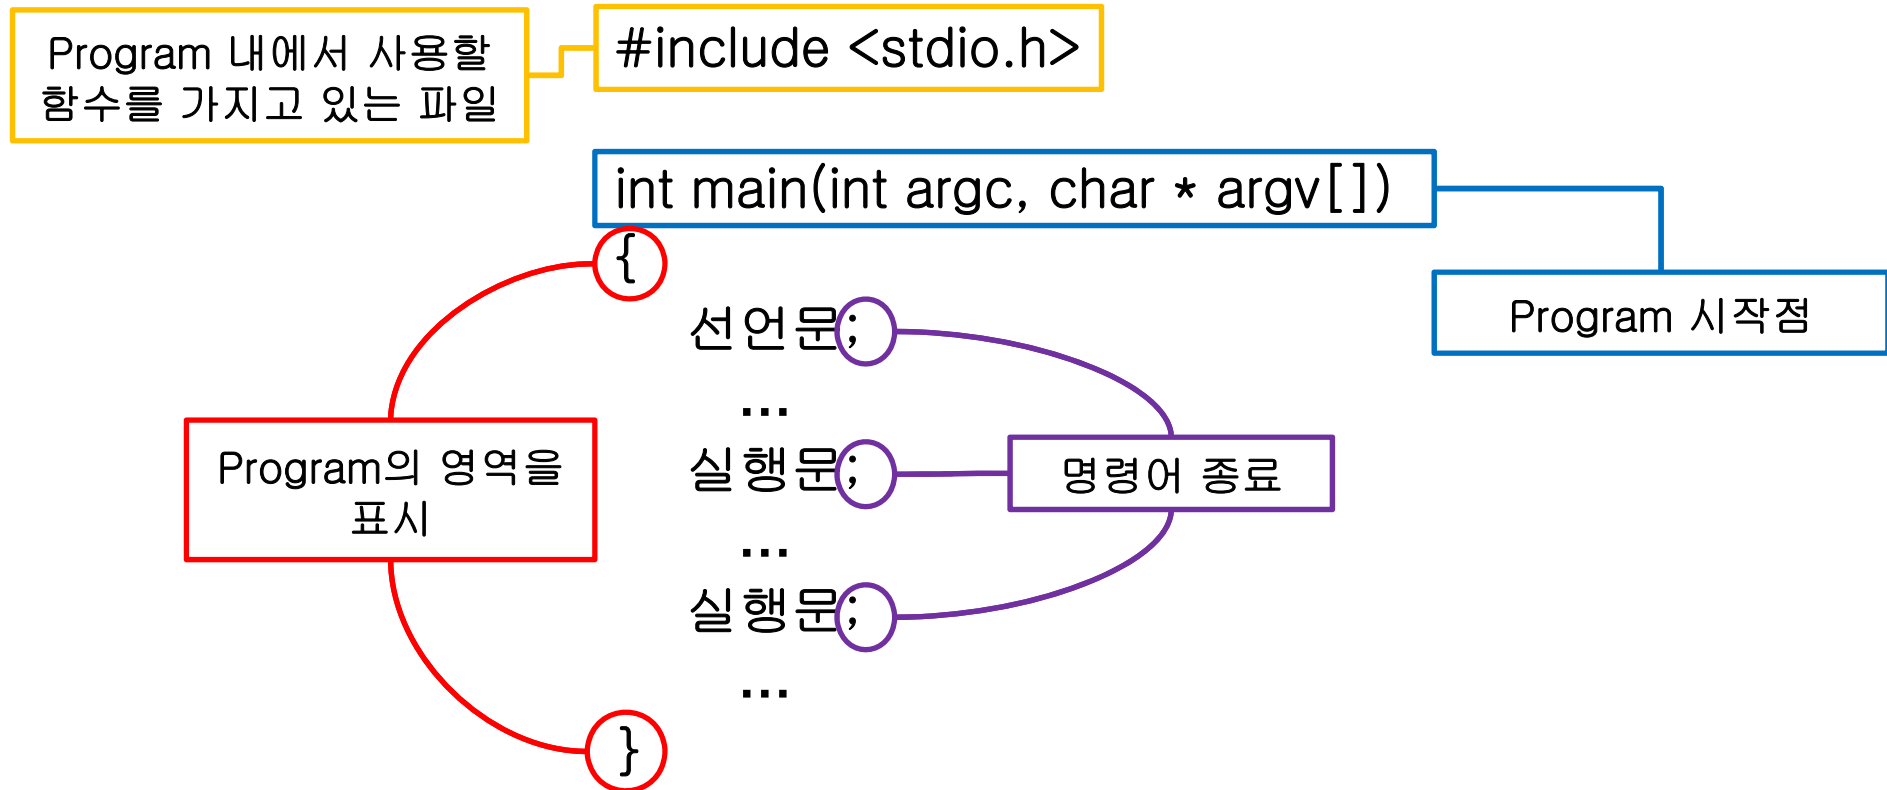 Program 내에서 사용할
함수를 가지고 있는 파일
#include <stdio.h>
int main(int argc, char * argv[])
{
Program 시작점
선언문;
...
Program의 영역을
표시
실행문;
명령어 종료
...
실행문;
...
}